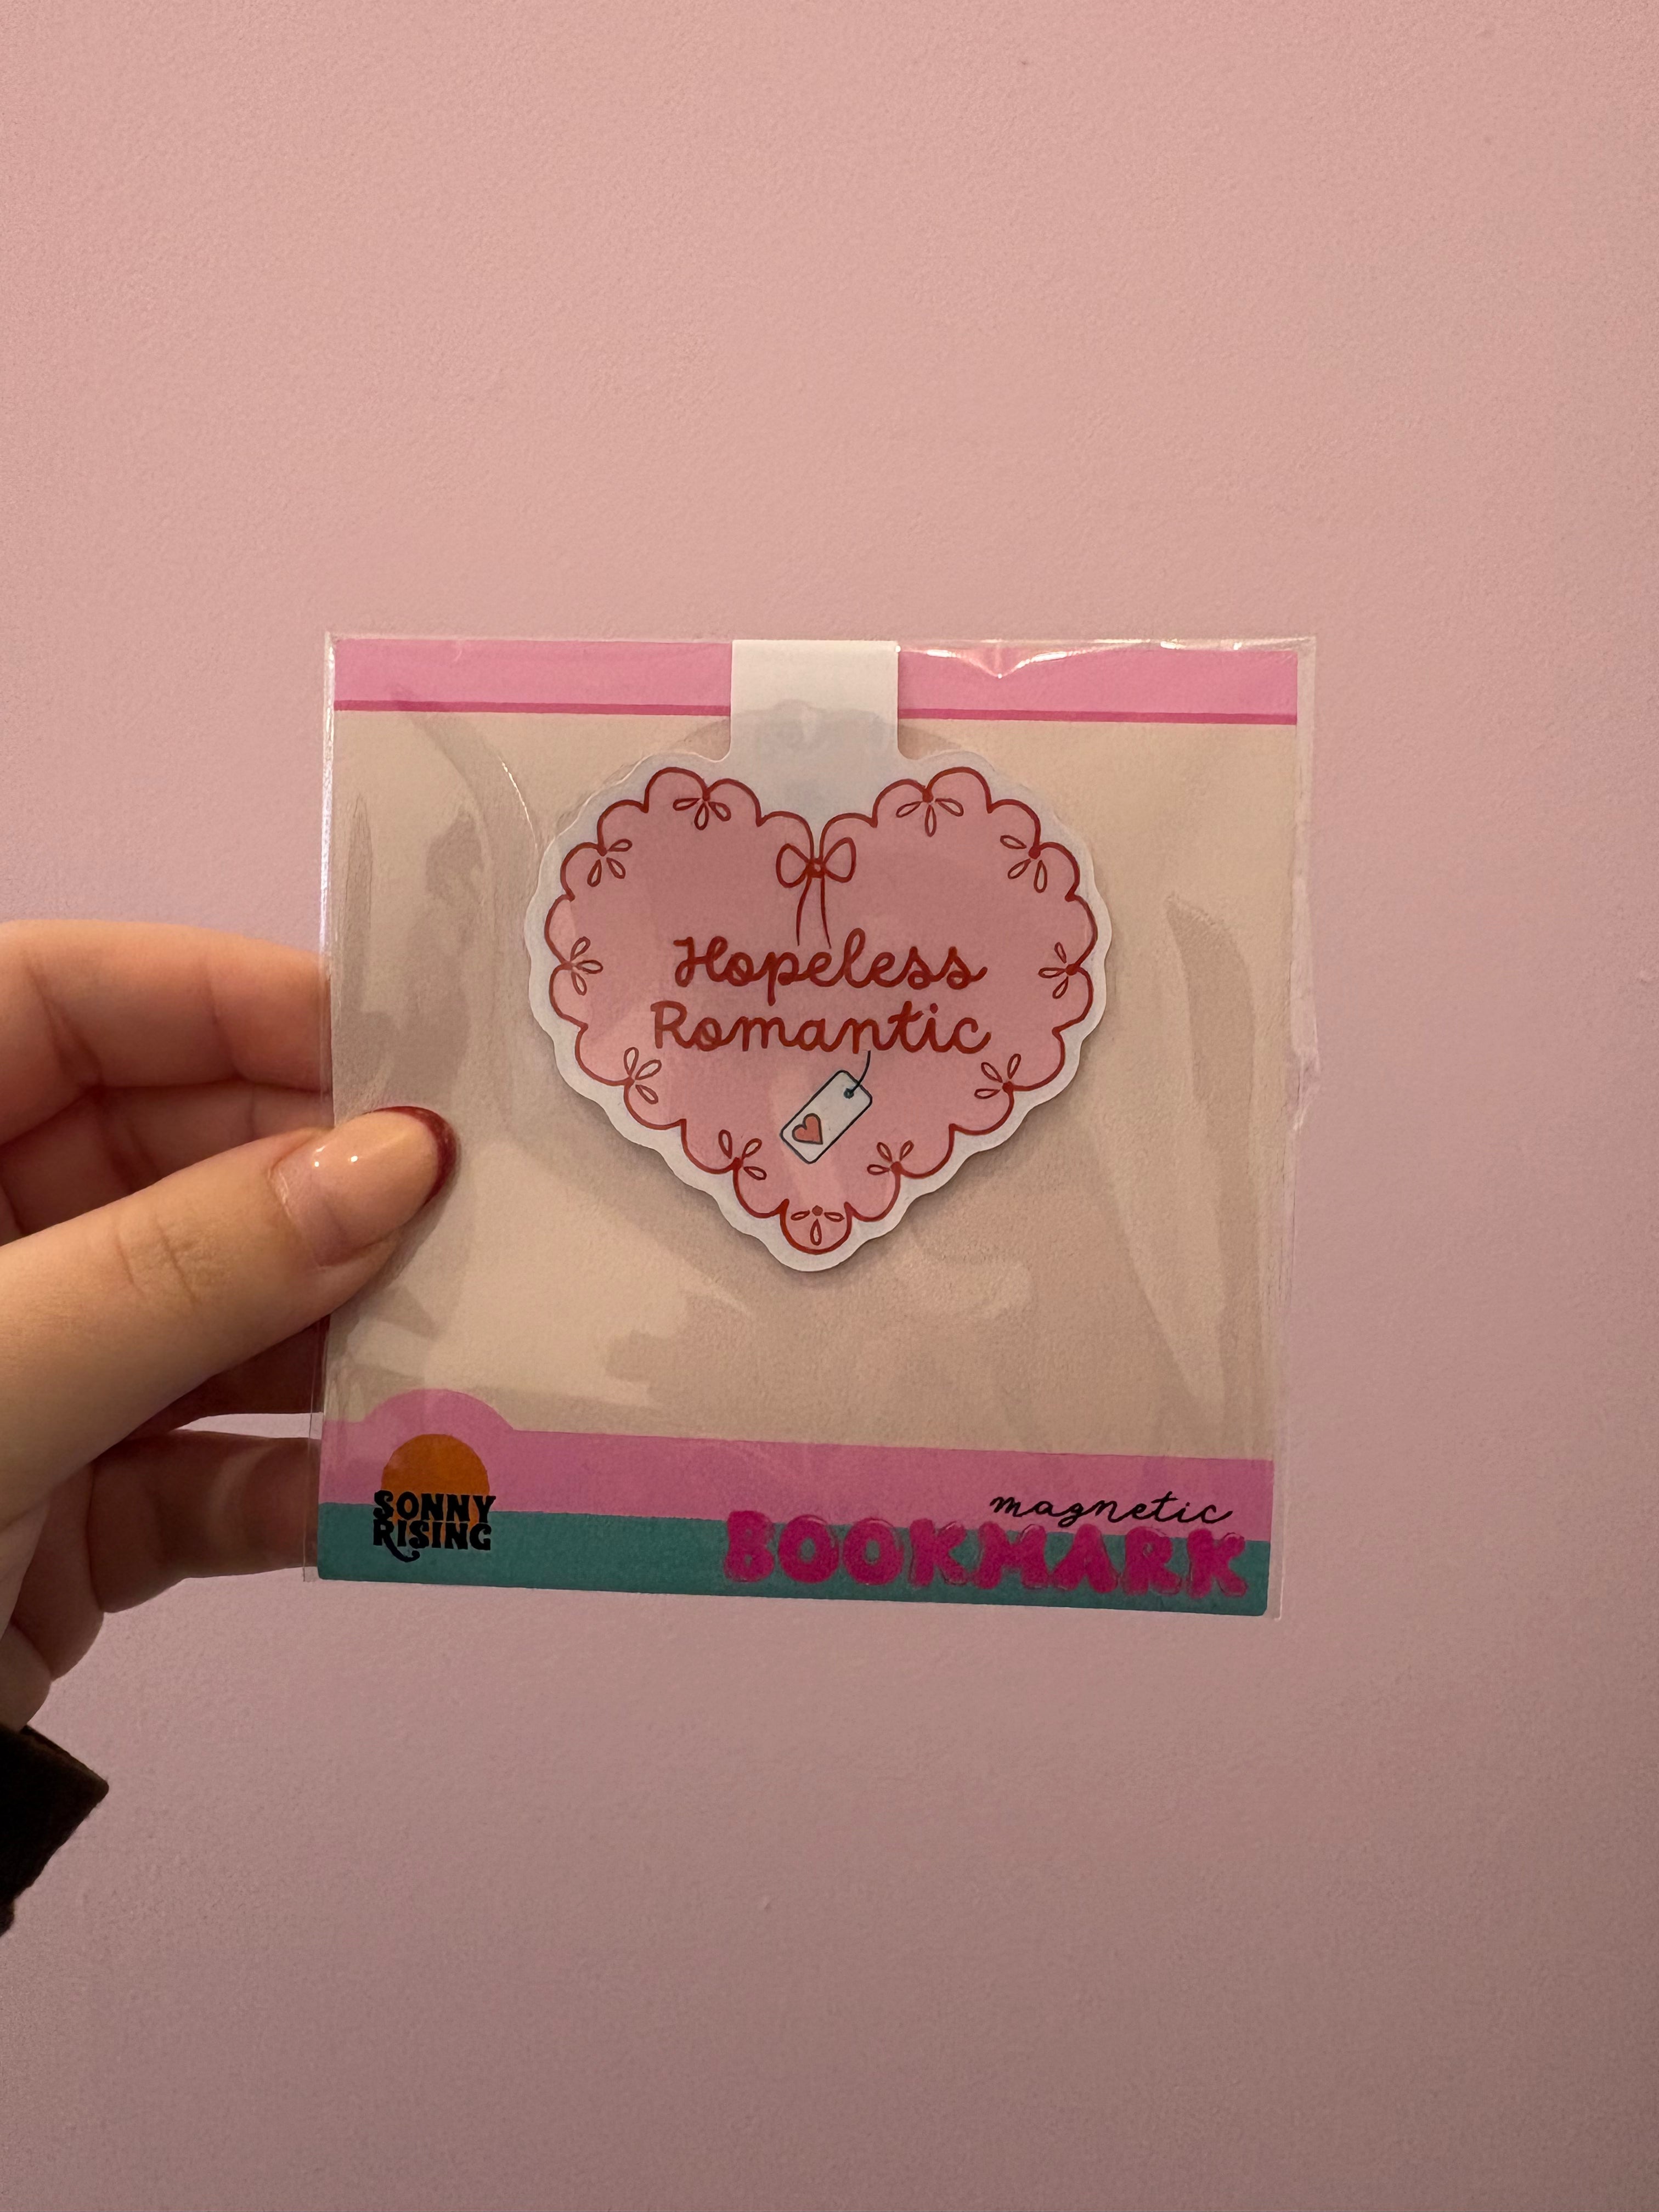 Hopeless
Romantic
SONNY
RISING
magnetic
BOOKMARK